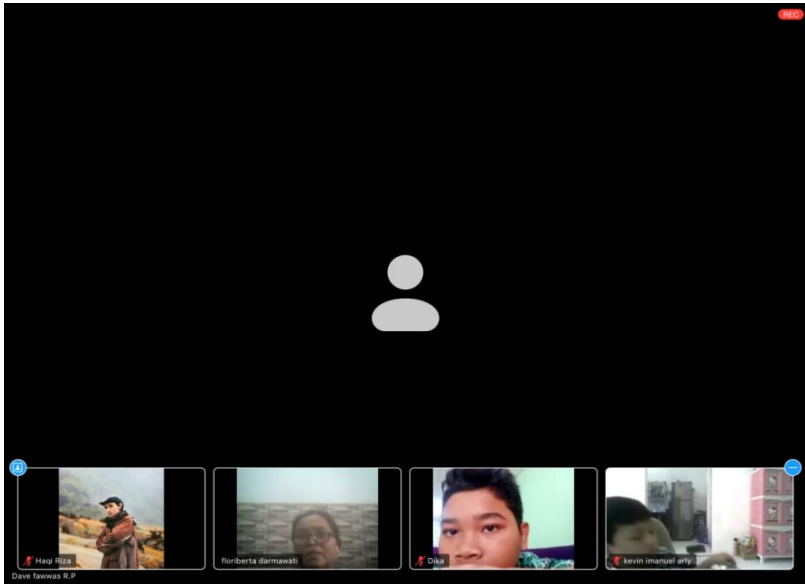 REC
Haqi Riza
floriberta darmawati
Dika
kevin imanuel arly
Dave fawwas R.P